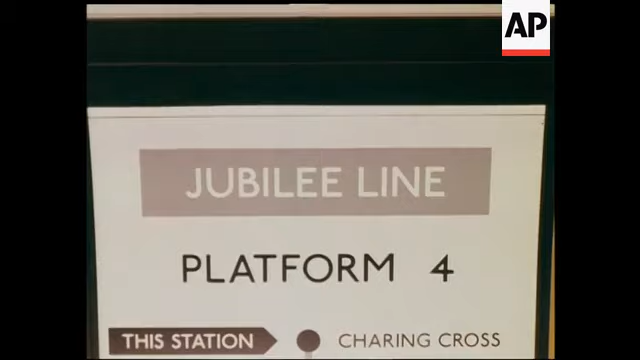 AP
JUBILEE LINE
PLATFORM 4
THIS STATION CHARING CROSS